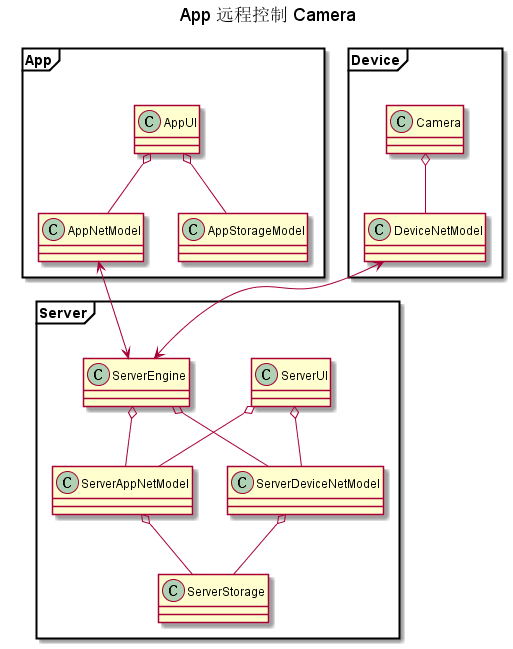 App 远程控制 Camera
App
Device
C AppUI
C Camera
C AppNetModel
C AppStorageModel
C DeviceNetModel
Server
C ServerEngine
C ServerUI
C ServerAppNetModel
C ServerDeviceNetModel
C ServerStorage